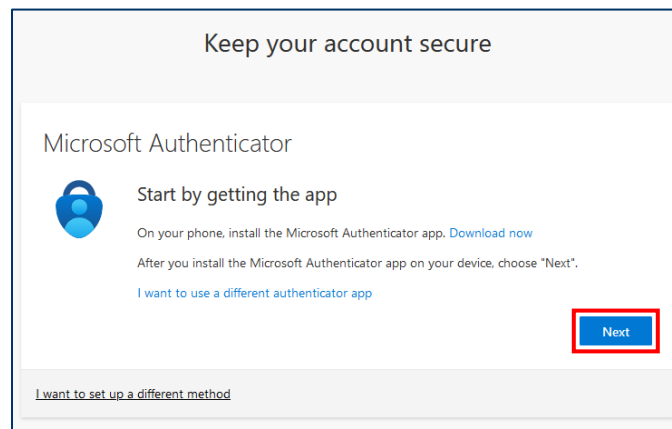 Keep your account secure
Microsoft Authenticator
Start by getting the app
On your phone, install the Microsoft Authenticator app. Download now
After you install the Microsoft Authenticator app on your device, choose "Next".
I want to use a different authenticator app
Next
I want to set up a different method